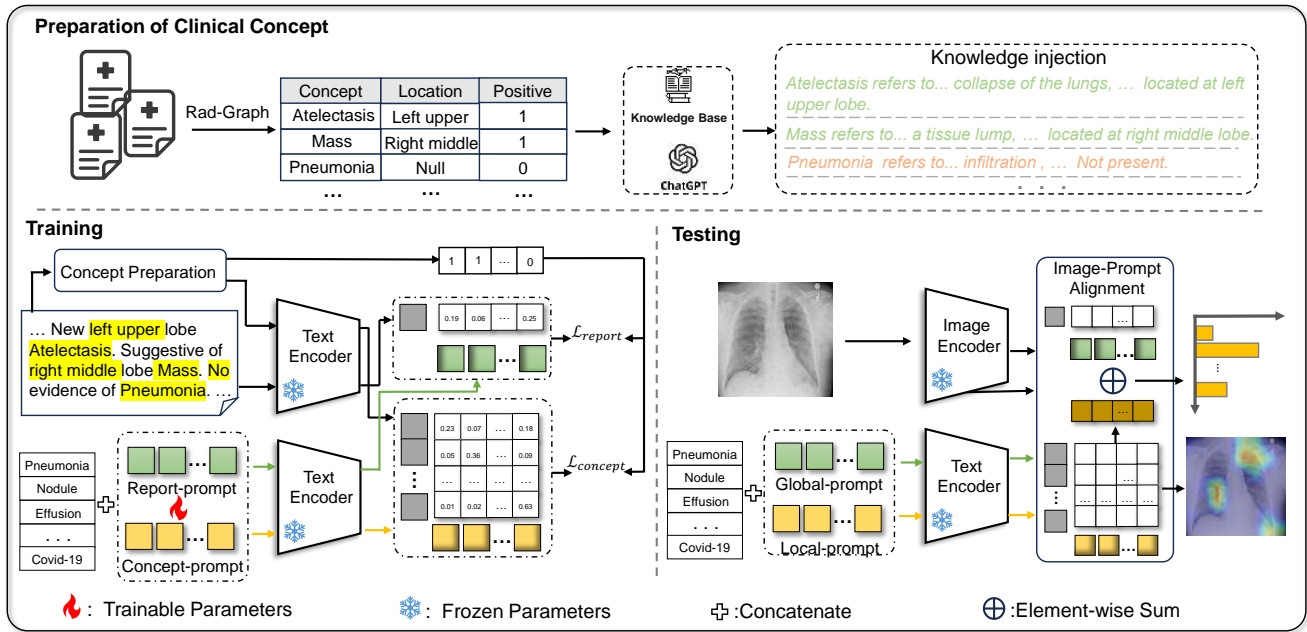 Preparation of Clinical Concept
Rad-Graph
Concept Location Positive
Atelectasis Left upper 1
Mass Right middle 1
Pneumonia Null 0
... ... ...
Knowledge Base
ChatGPT
Knowledge injection
Atelectasis refers to... collapse of the lungs, ... located at left
upper lobe.
Mass refers to... a tissue lump, ... located at right middle lobe.
Pneumonia refers to... infiltration , ... Not present.
. . .
Training
Concept Preparation
1 1 ... 0
... New left upper lobe
Atelectasis. Suggestive of
right middle lobe Mass. No
evidence of Pneumonia. ...
Text
Encoder
0.19 0.06 ... 0.25
...
ℒreport
0.23 0.07 ... 0.18
0.05 0.36 ... 0.09
... ... ... ...
0.01 0.02 ... 0.63
...
ℒconcept
Pneumonia
Nodule
Effusion
. . .
Covid-19
...
Report-prompt
...
Concept-prompt
Text
Encoder
Testing
Image
Encoder
Image-Prompt
Alignment
...
...
...
...
... ... ... ...
...
Pneumonia
Nodule
Effusion
. . .
Covid-19
...
Global-prompt
...
Local-prompt
Text
Encoder
: Trainable Parameters
: Frozen Parameters
:Concatenate
:Element-wise Sum